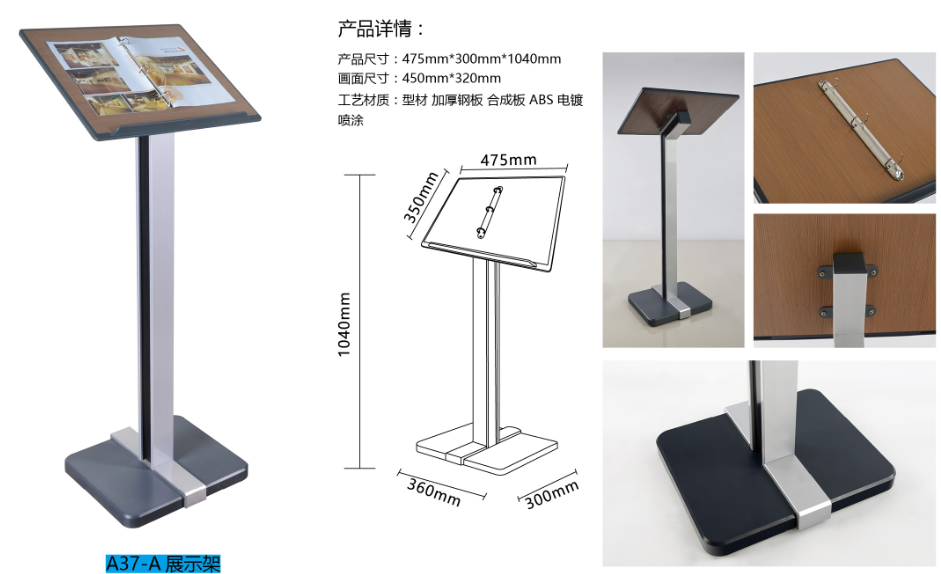 产品详情：
产品尺寸：475mm*300mm*1040mm
画面尺寸：450mm*320mm
工艺材质：型材 加厚钢板 合成板 ABS 电镀
喷涂
475mm
350mm
1040mm
360mm
300mm
A37-A 展示架